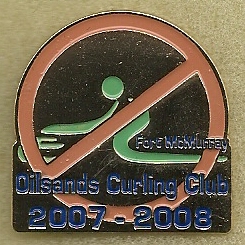 Fort McMurray
Oilsands Curling Club
2007 - 2008